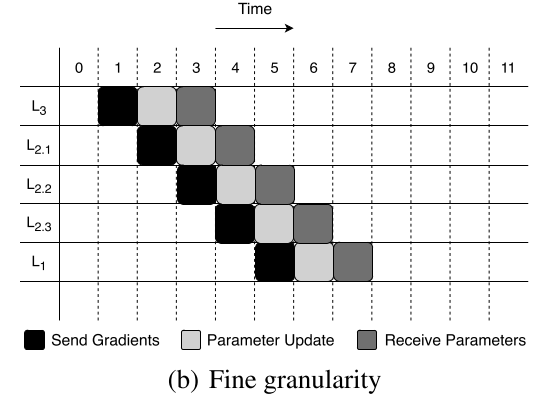 Time
0 1 2 3 4 5 6 7 8 9 10 11
L3
L2.1
L2.2
L2.3
L1
Send Gradients Parameter Update Receive Parameters
(b) Fine granularity